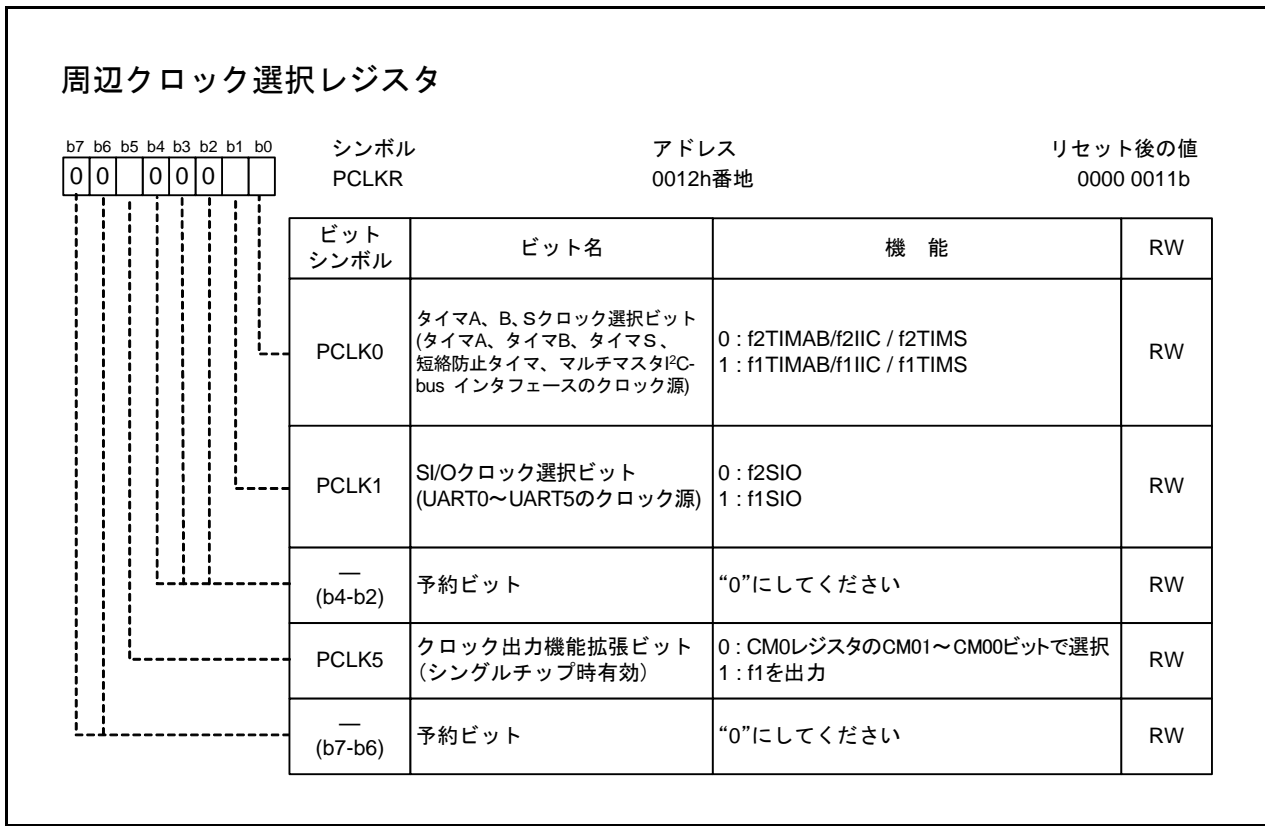 周辺クロック選択レジスタ
b7 b6 b5 b4 b3 b2 b1 b0
シンボル アドレス リセット後の値
0 0 0 0 0
PCLKR 0012h番地 0000 0011b
ビット
シンボル
ビット名
機 能
RW
PCLK0
タイマA、B、Sクロック選択ビット
(タイマA、タイマB、タイマS、
短絡防止タイマ、マルチマスタI²C-
bus インタフェースのクロック源)
0 : f2TIMAB/f2IIC / f2TIMS
1 : f1TIMAB/f1IIC / f1TIMS
RW
PCLK1
SI/Oクロック選択ビット
(UART0～UART5のクロック源)
0 : f2SIO
1 : f1SIO
RW
—
(b4-b2)
予約ビット
“0”にしてください
RW
PCLK5
クロック出力機能拡張ビット
（シングルチップ時有効）
0 : CM0レジスタのCM01～CM00ビットで選択
1 : f1を出力
RW
—
(b7-b6)
予約ビット
“0”にしてください
RW